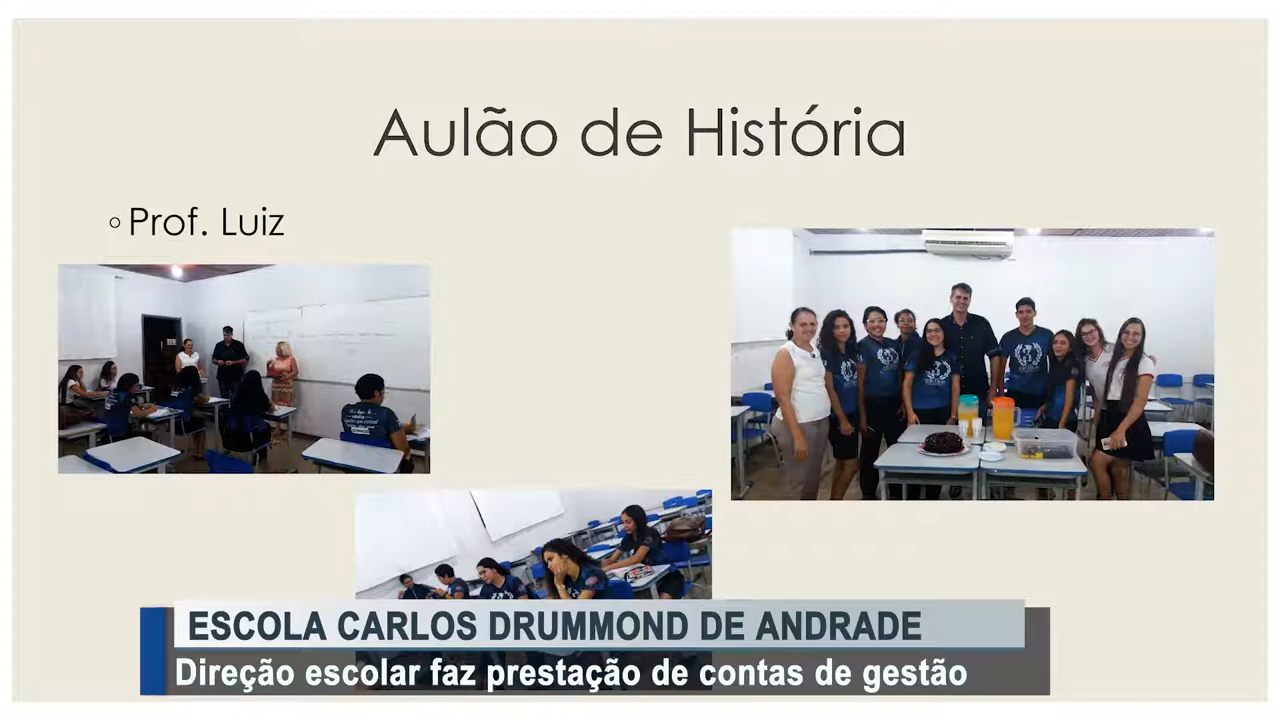 Aulão de História
Prof. Luiz
ESCOLA CARLOS DRUMMOND DE ANDRADE
Direção escolar faz prestação de contas de gestão